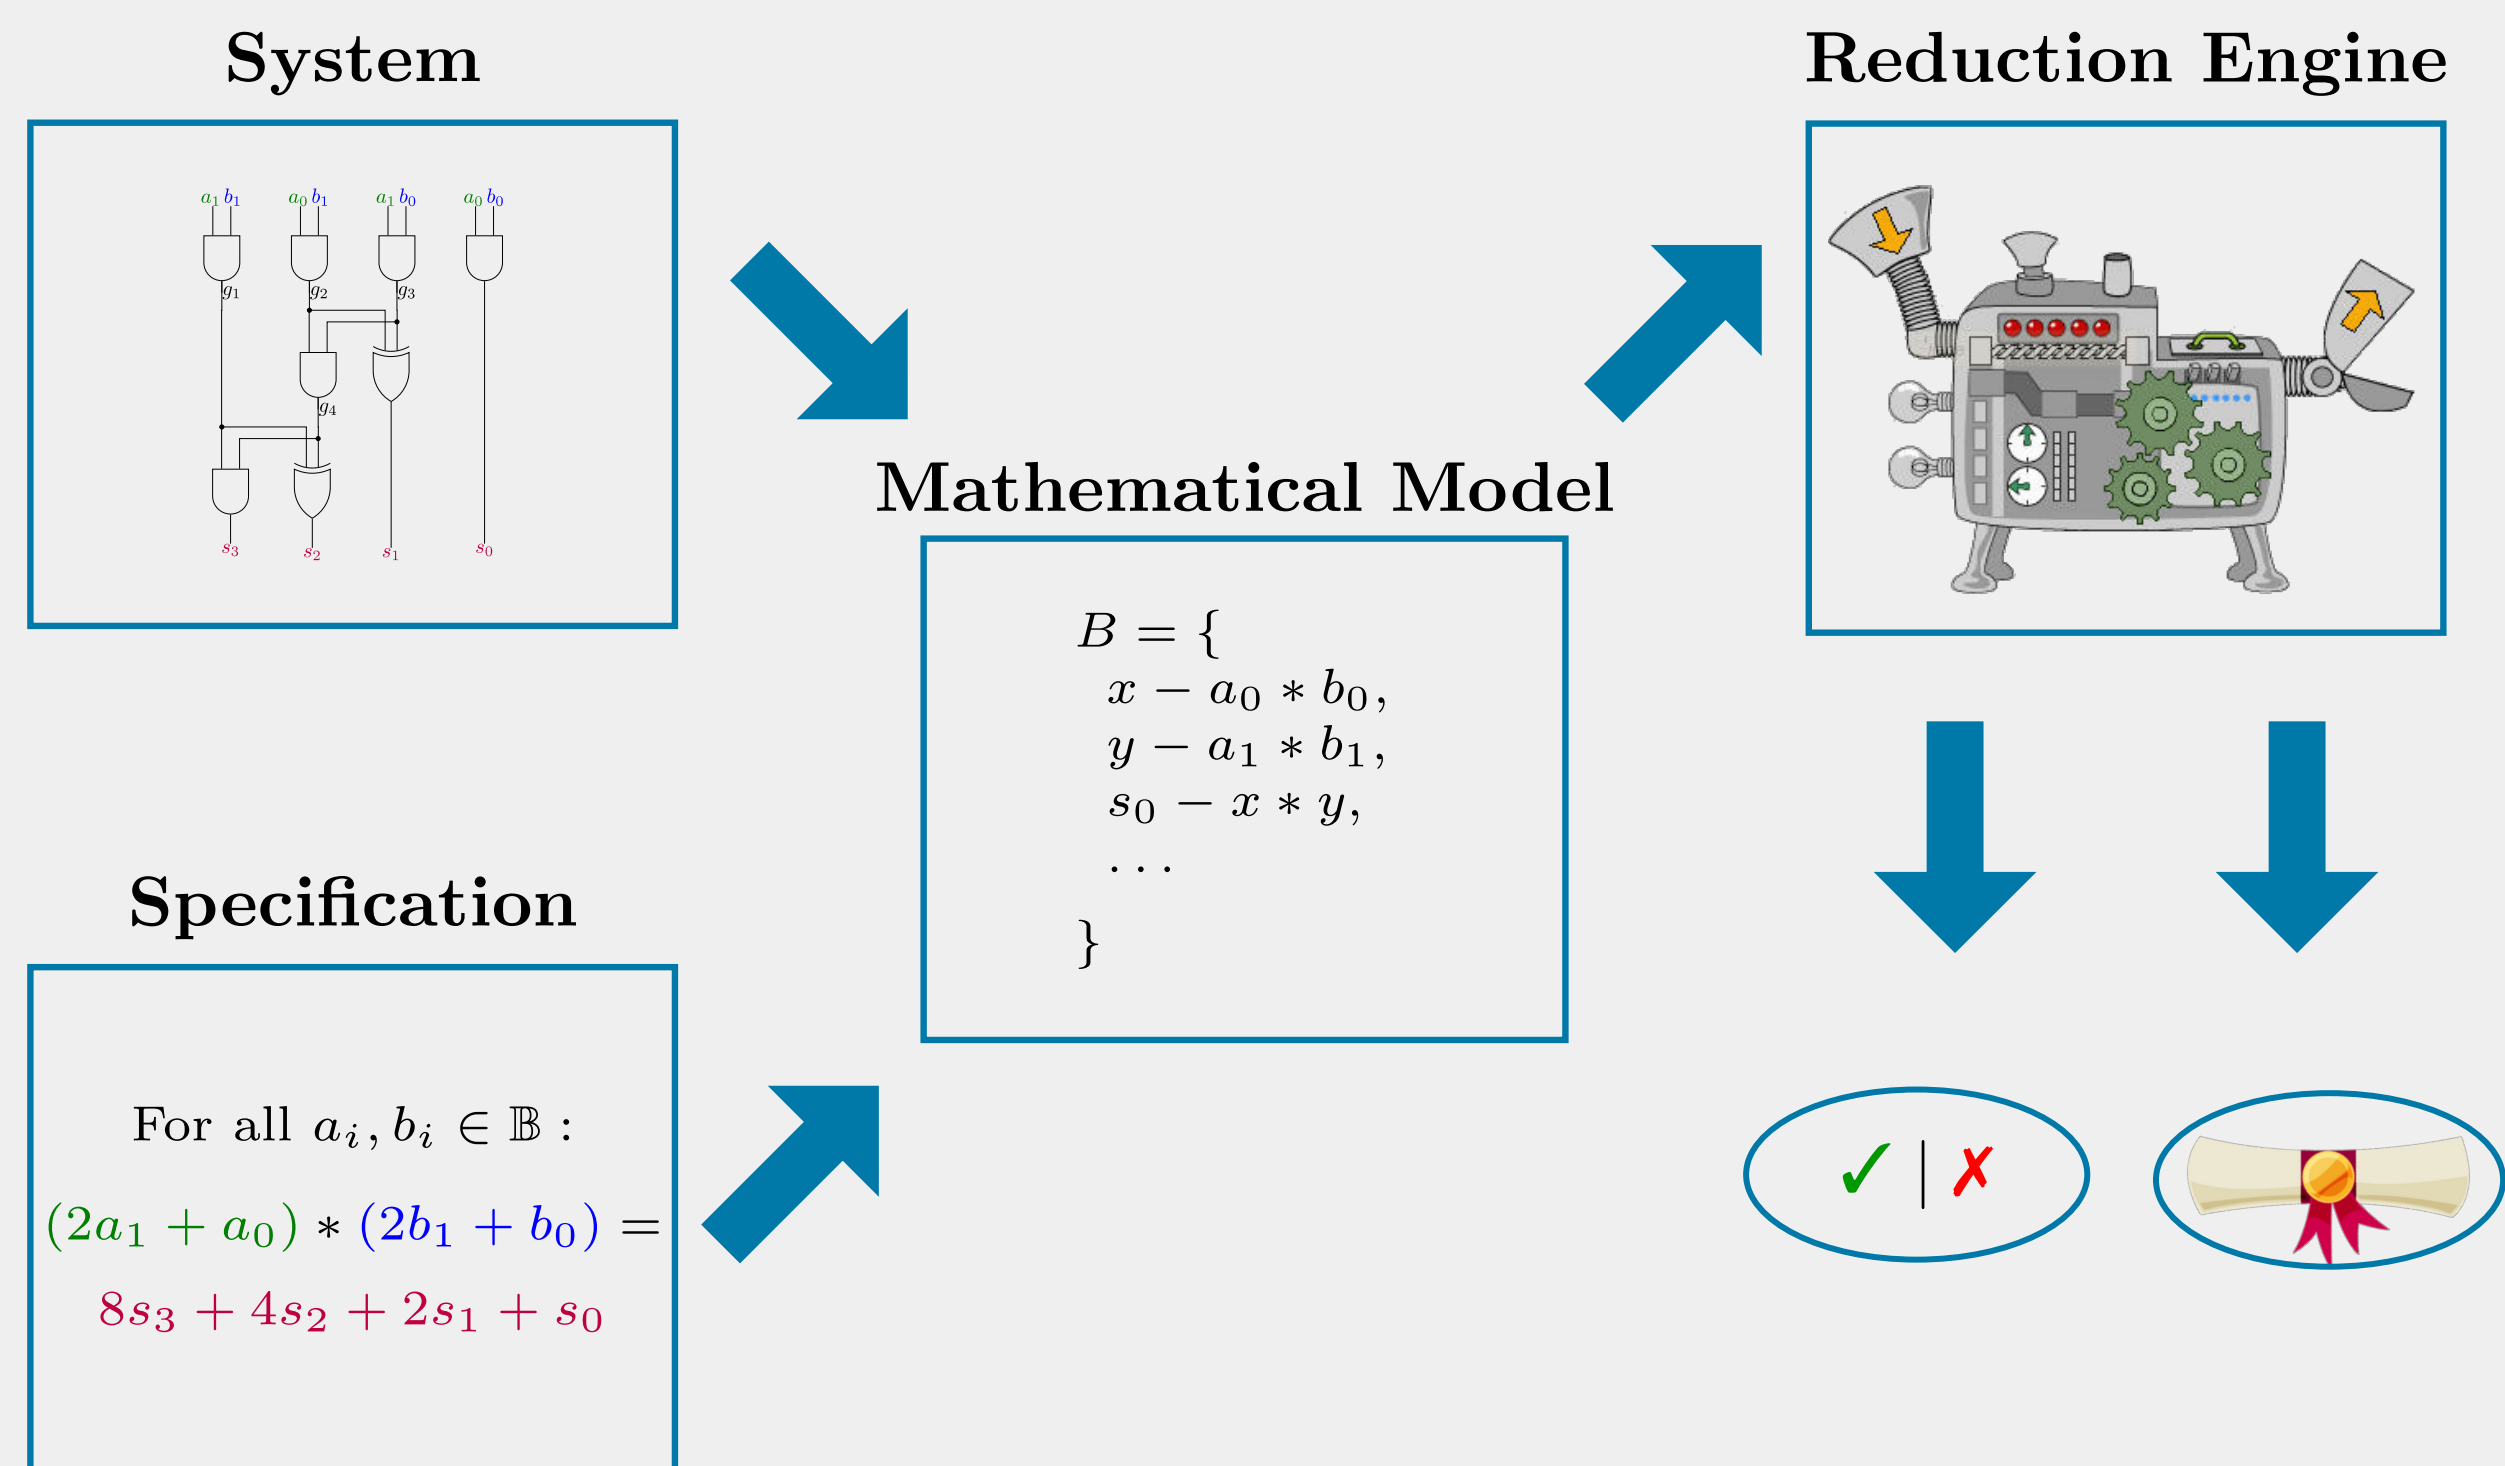 System
a₁ b₁ a₀ b₁ a₁ b₀ a₀ b₀
g₁ g₂ g₃
g₄
s₃ s₂ s₁ s₀
Specification
For all aᵢ, bᵢ ∈ 𝔹 :
(2a₁ + a₀) * (2b₁ + b₀) =
8s₃ + 4s₂ + 2s₁ + s₀
Mathematical Model
B = {
x − a₀ * b₀,
y − a₁ * b₁,
s₀ − x * y,
...
}
Reduction Engine
✓ | ✗